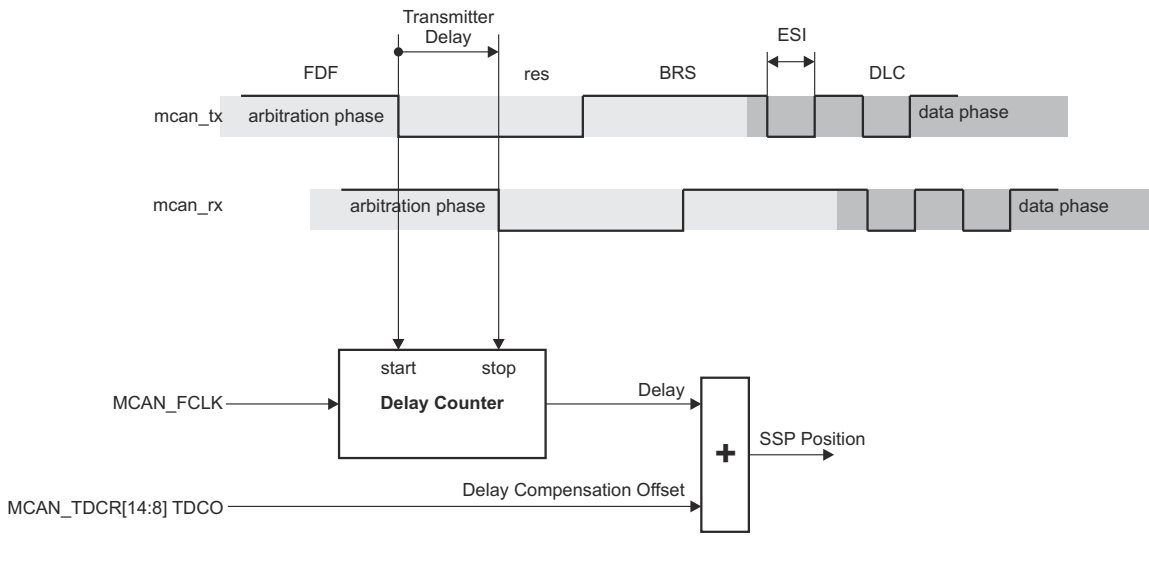 Transmitter
Delay
ESI
FDF
res
BRS
DLC
mcan_tx
arbitration phase
data phase
mcan_rx
arbitration phase
data phase
start
stop
MCAN_FCLK
Delay Counter
Delay
+
SSP Position
Delay Compensation Offset
MCAN_TDCR[14:8] TDCO